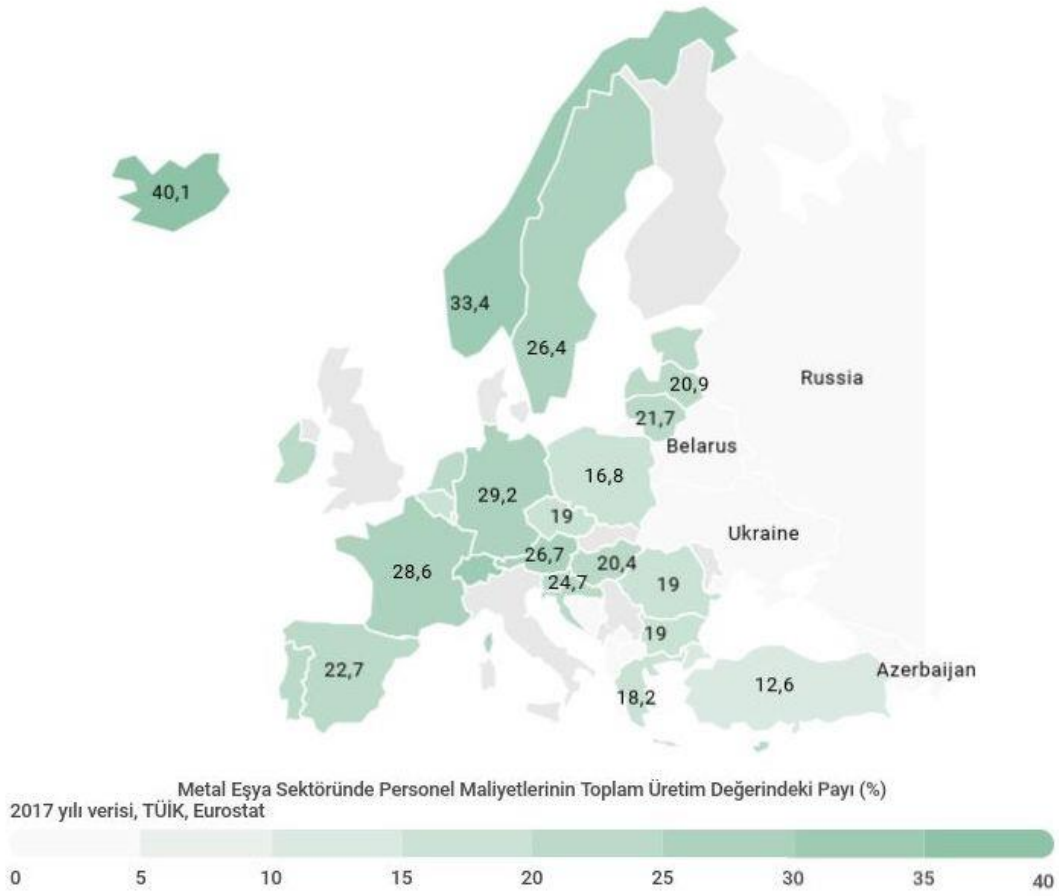 40,1
33,4
26,4
20,9
Russia
21,7
Belarus
16,8
29,2
19
Ukraine
26,7
20,4
28,6
24,7
19
19
22,7
Azerbaijan
12,6
18,2
Metal Eşya Sektöründe Personel Maliyetlerinin Toplam Üretim Değerindeki Payı (%)
2017 yılı verisi, TÜİK, Eurostat
0 5 10 15 20 25 30 35 40